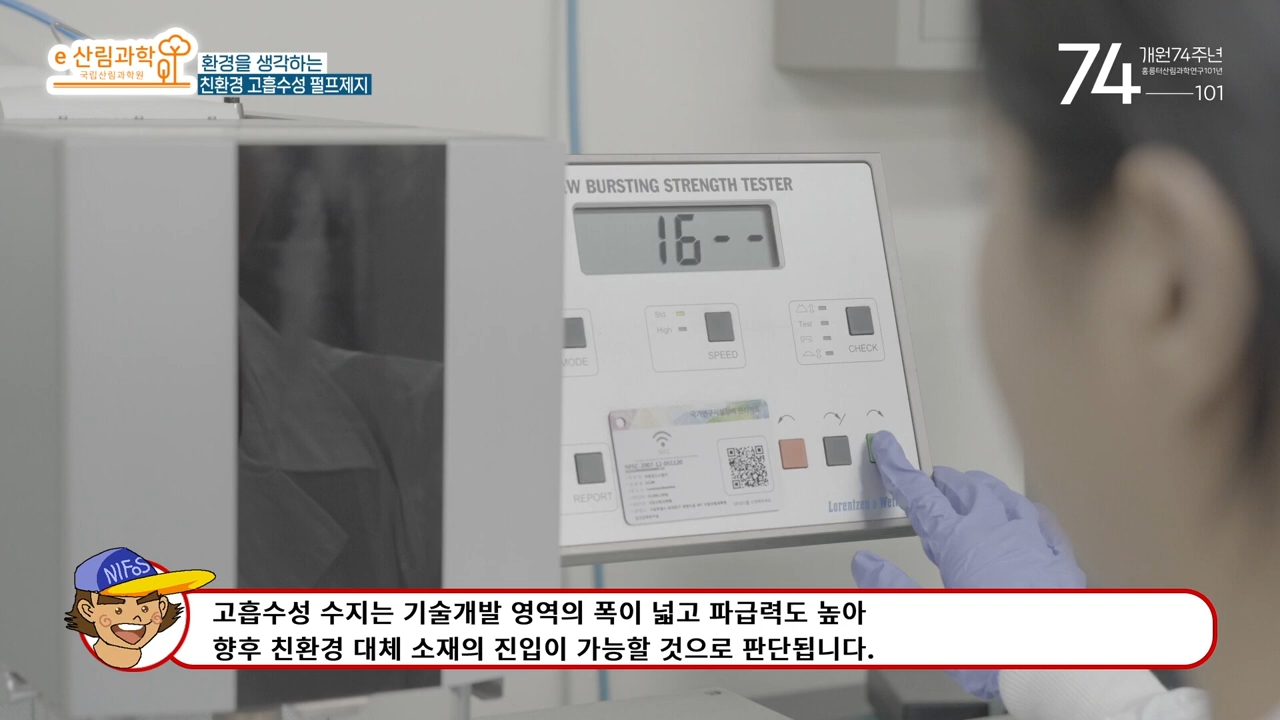 e 산림과학
국립산림과학원
환경을 생각하는
친환경 고흡수성 펄프제지
74
개원74주년
홍릉터산림과학연구101년
101
W BURSTING STRENGTH TESTER
16--
Std
High
SPEED
Test
CHECK
MODE
REPORT
Lorentzen &
NIFoS
고흡수성 수지는 기술개발 영역의 폭이 넓고 파급력도 높아
향후 친환경 대체 소재의 진입이 가능할 것으로 판단됩니다.